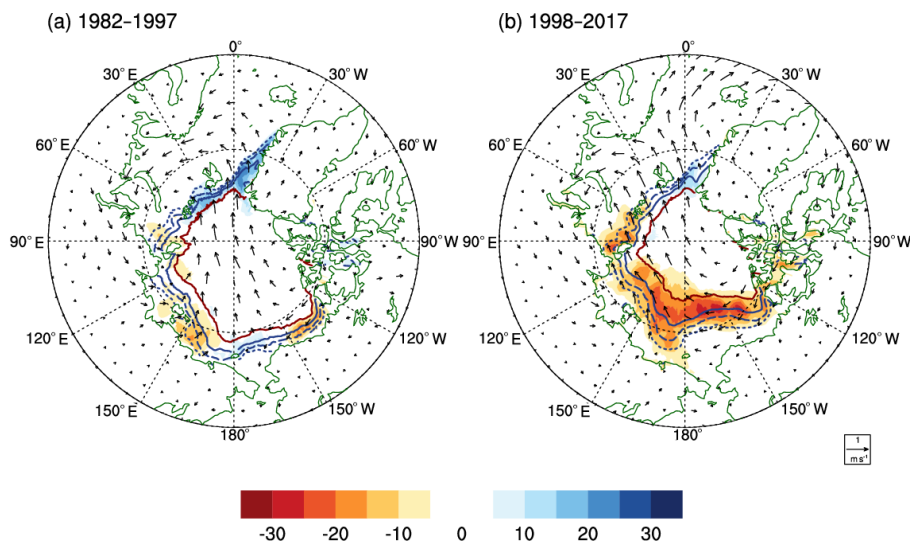 (a) 1982–1997 (b) 1998–2017
0° 0°
30° E 30° W 30° E 30° W
60° E 60° W 60° E 60° W
90° E 90° W 90° E 90° W
120° E 120° W 120° E 120° W
150° E 150° W 150° E 150° W
180° 180°
1
m s⁻¹
-30 -20 -10 0 10 20 30